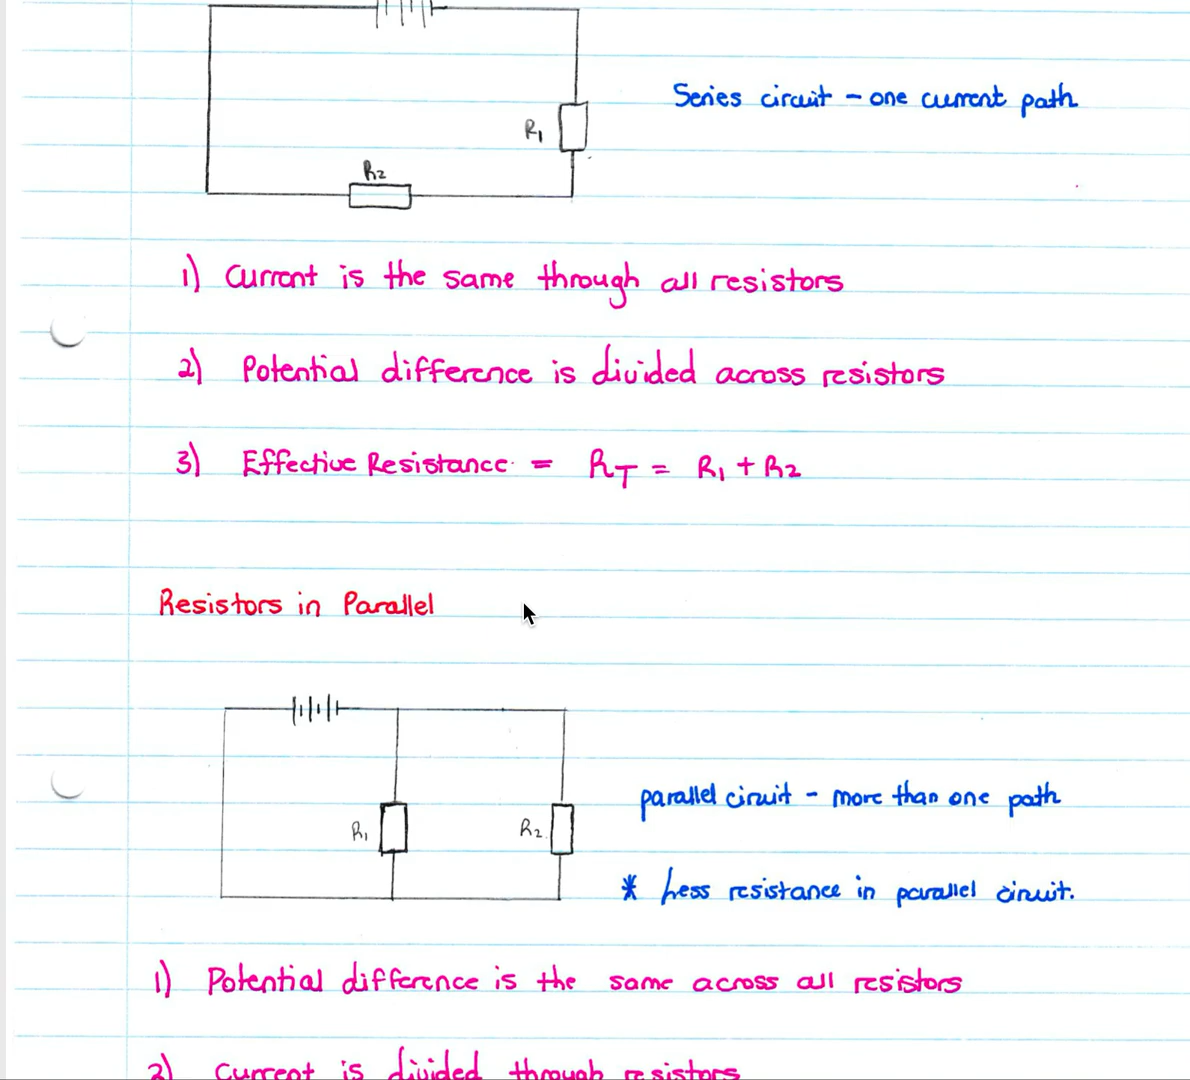 Series circuit - one current path
R1
R2
1) Current is the same through all resistors
2) Potential difference is divided across resistors
3) Effective Resistance = RT = R1 + R2
Resistors in Parallel
R1 R2
parallel circuit - more than one path
* Less resistance in parallel circuit.
1) Potential difference is the same across all resistors
2) Current is divided through resistors